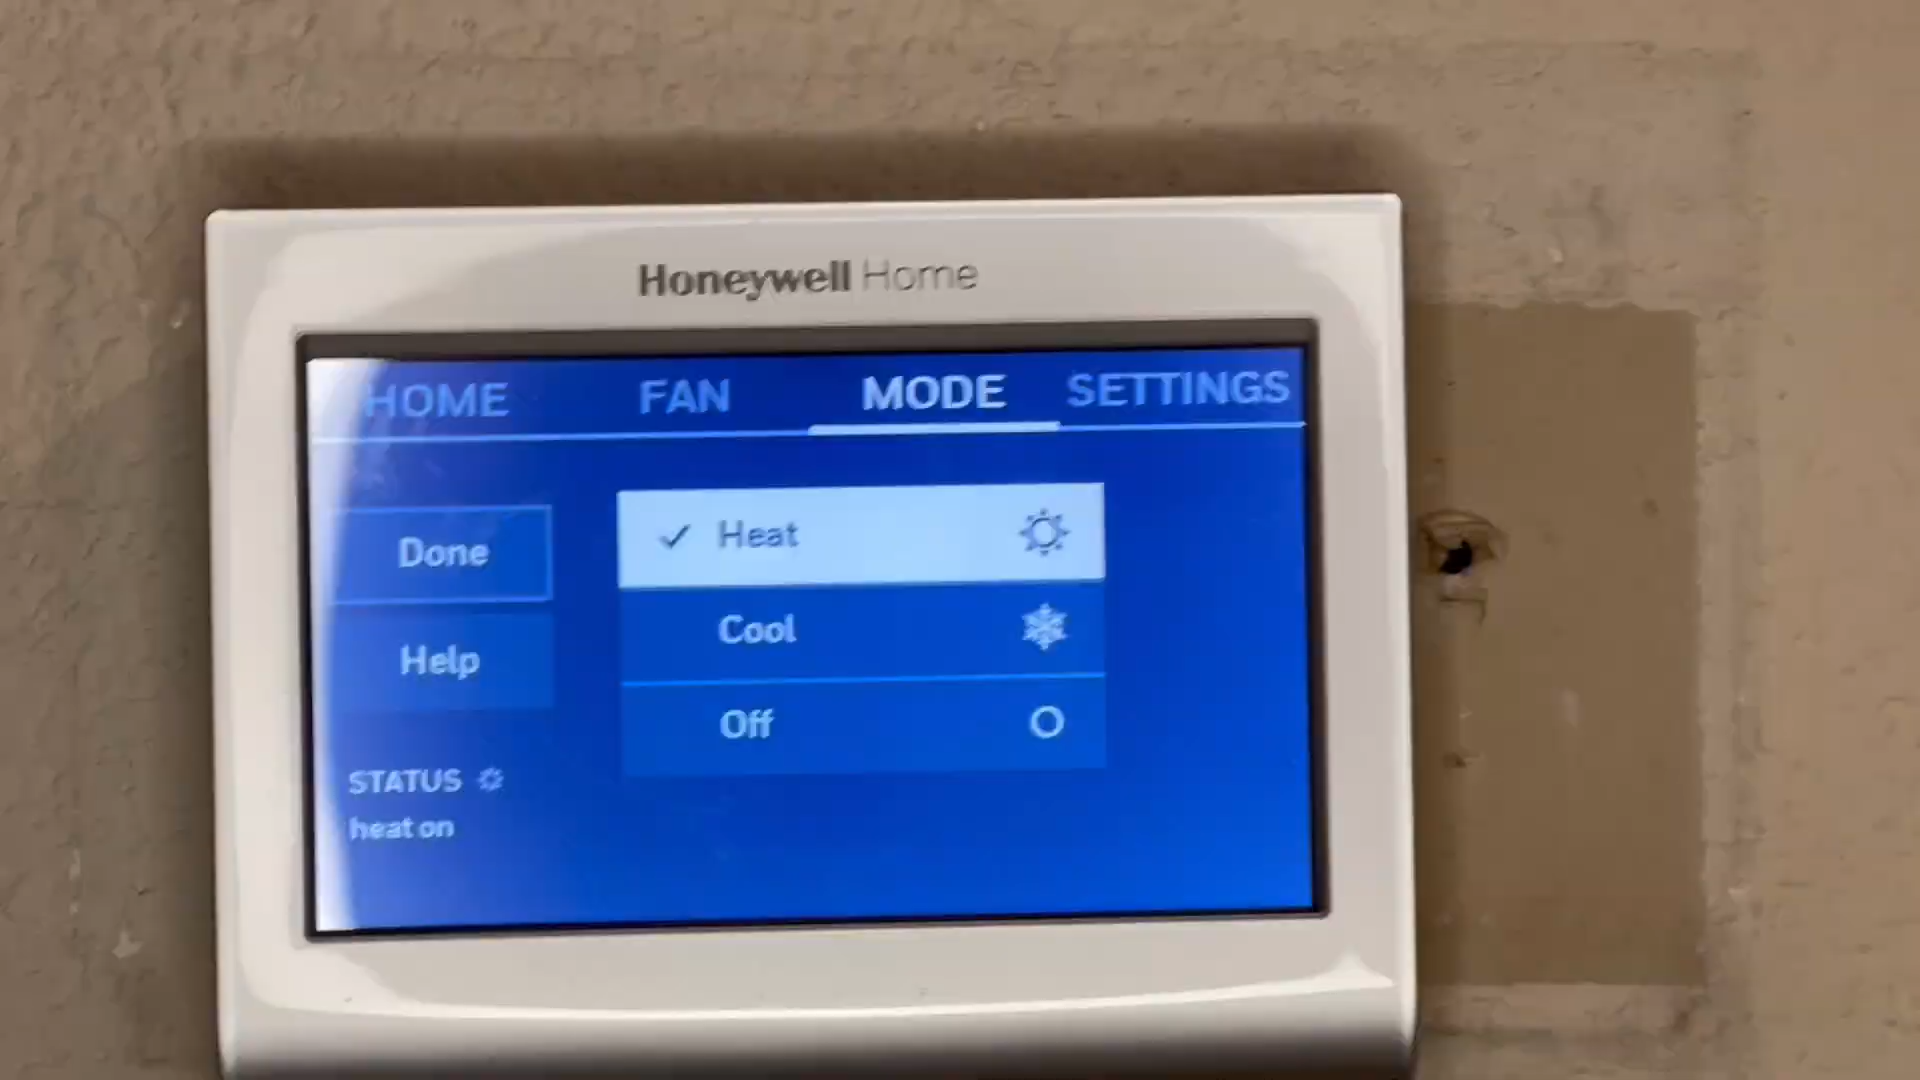 Honeywell Home
HOME FAN MODE SETTINGS
Done
Help
STATUS
heat on
Heat
Cool
Off